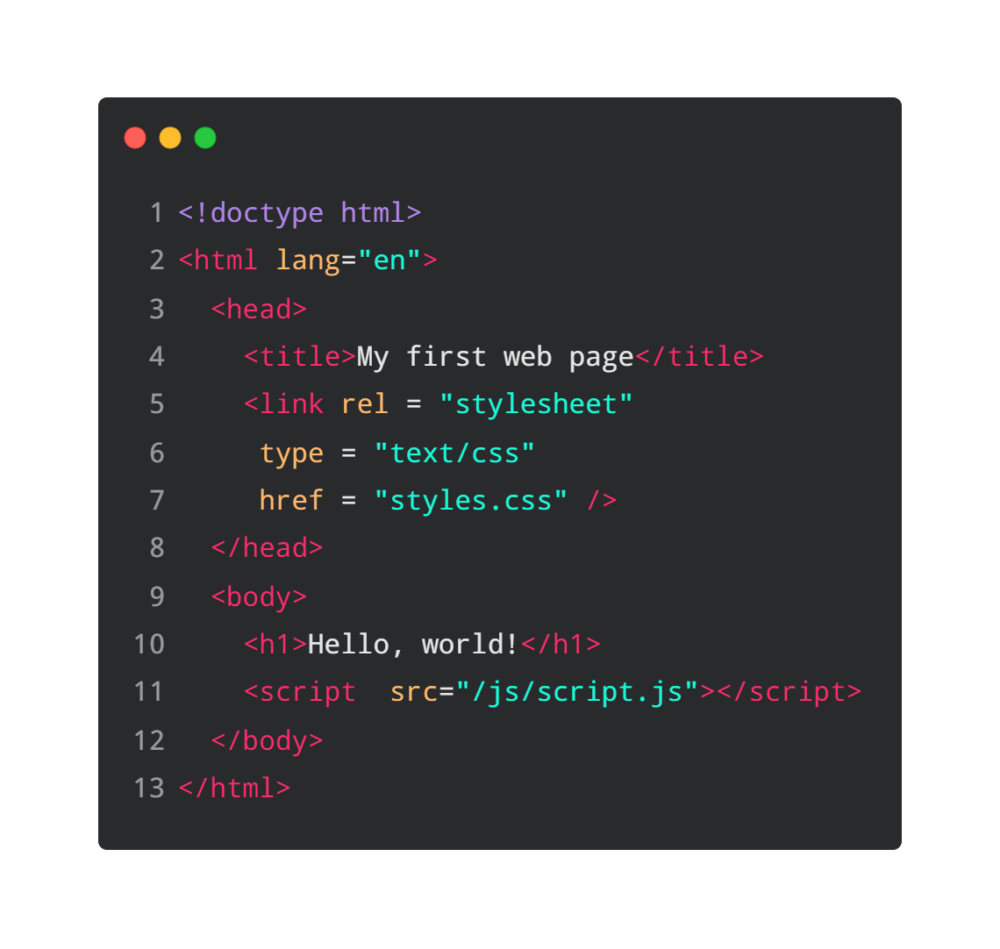 1 <!doctype html>
2 <html lang="en">
3   <head>
4     <title>My first web page</title>
5     <link rel = "stylesheet"
6      type = "text/css"
7      href = "styles.css" />
8   </head>
9   <body>
10     <h1>Hello, world!</h1>
11     <script  src="/js/script.js"></script>
12   </body>
13 </html>